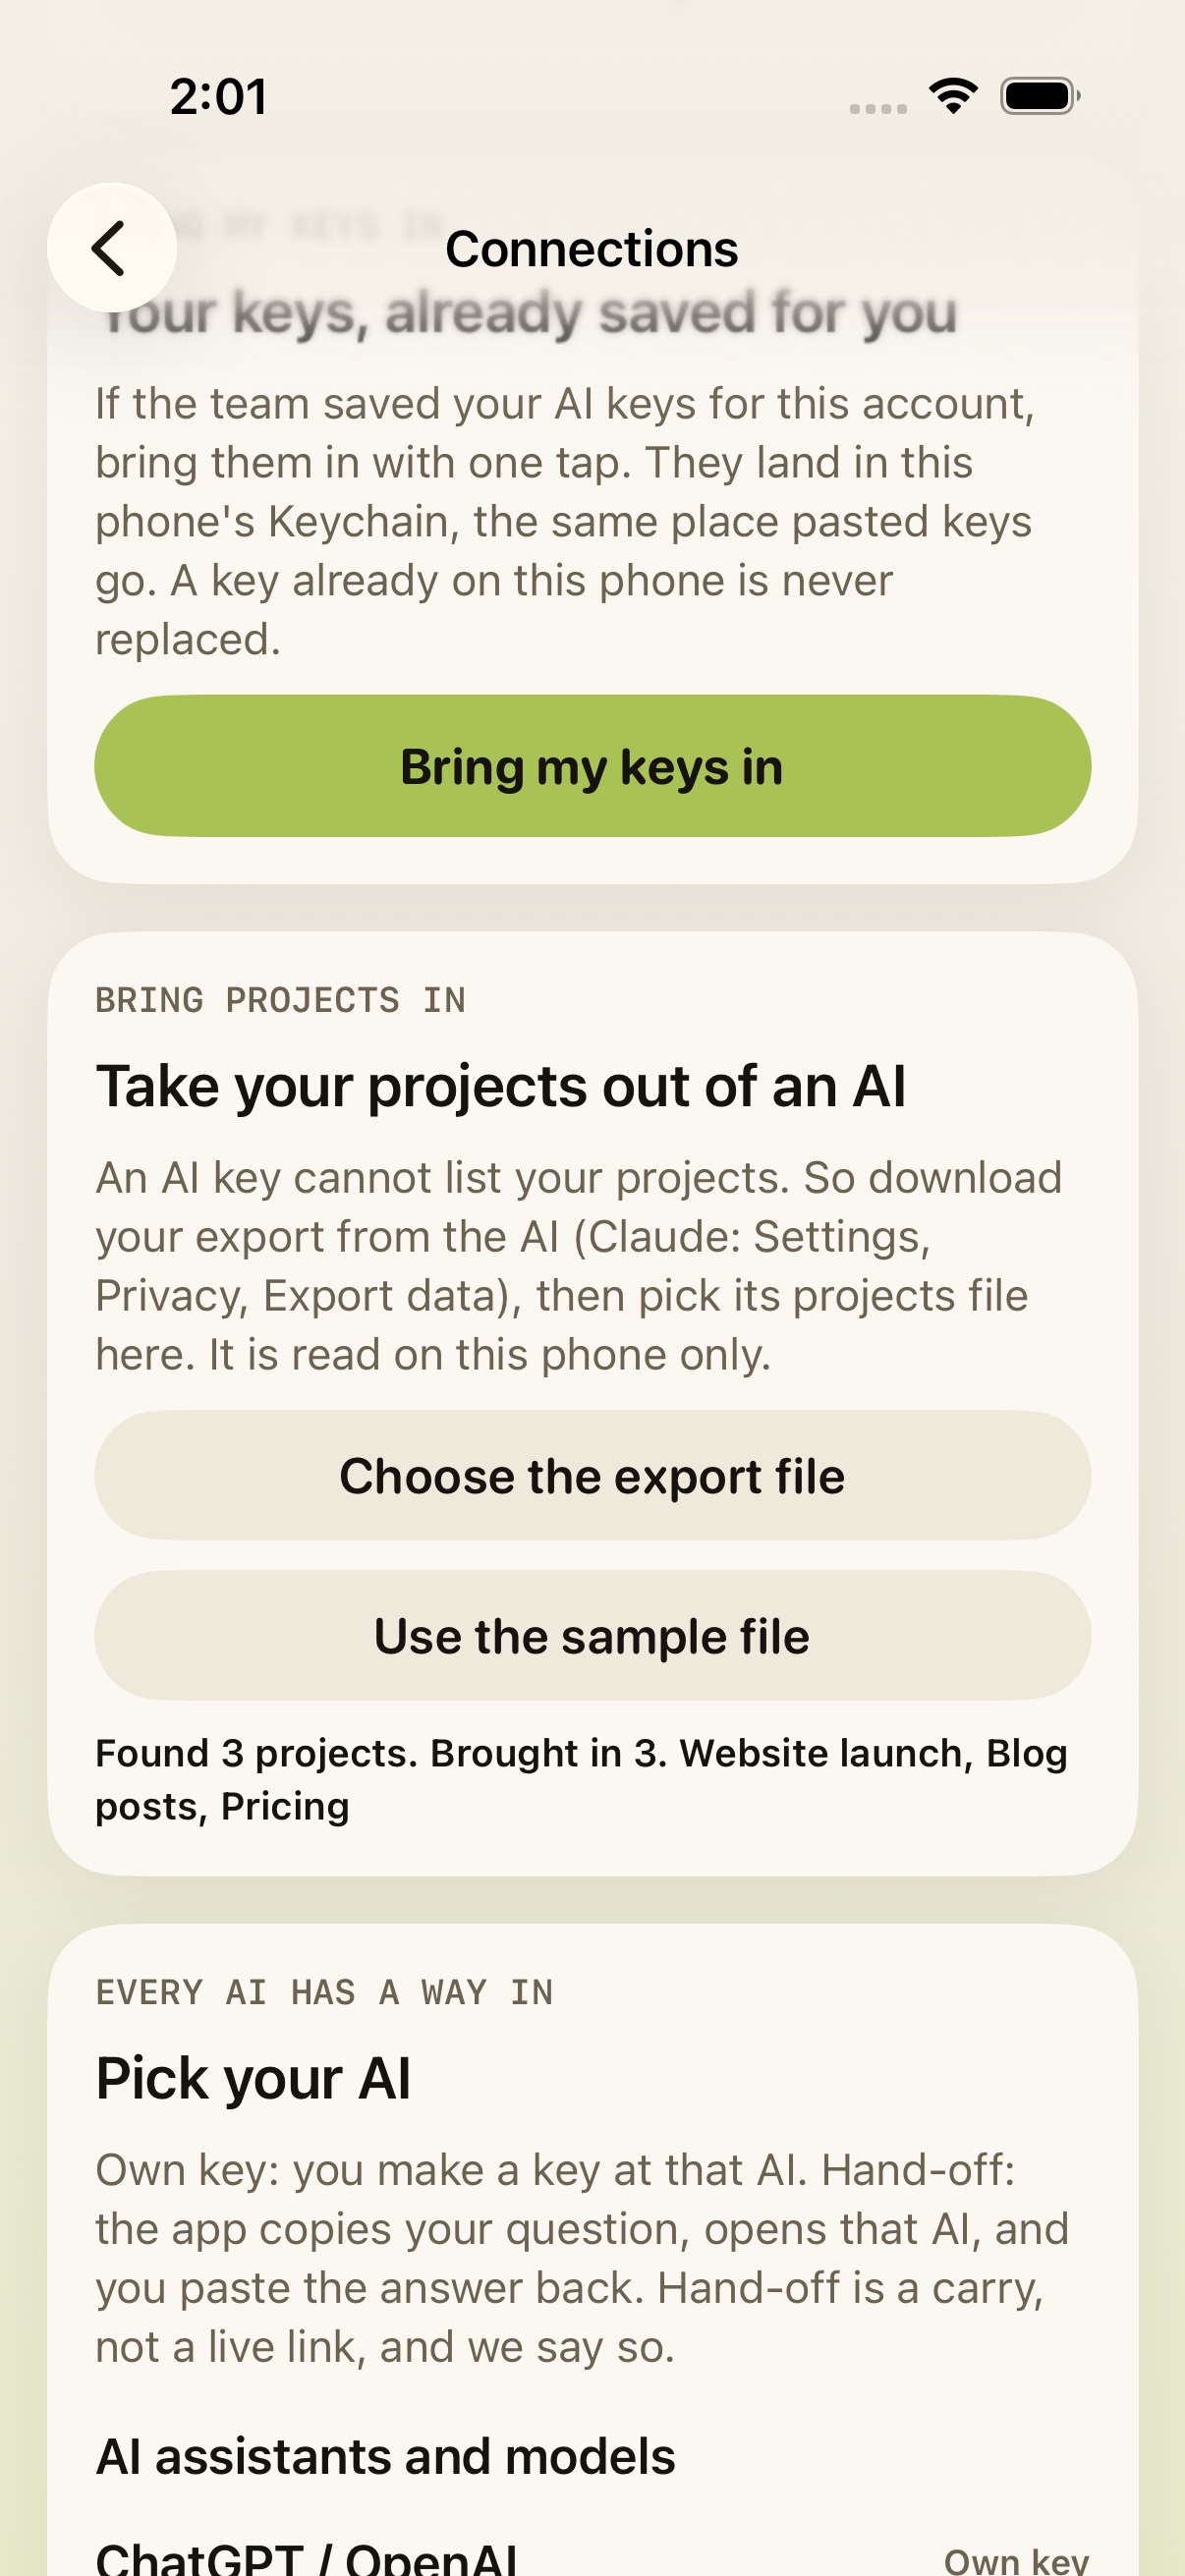 2:01
MY KEYS IN
Connections
Your keys, already saved for you
If the team saved your AI keys for this account,
bring them in with one tap. They land in this
phone's Keychain, the same place pasted keys
go. A key already on this phone is never
replaced.
Bring my keys in
BRING PROJECTS IN
Take your projects out of an AI
An AI key cannot list your projects. So download
your export from the AI (Claude: Settings,
Privacy, Export data), then pick its projects file
here. It is read on this phone only.
Choose the export file
Use the sample file
Found 3 projects. Brought in 3. Website launch, Blog
posts, Pricing
EVERY AI HAS A WAY IN
Pick your AI
Own key: you make a key at that AI. Hand-off:
the app copies your question, opens that AI, and
you paste the answer back. Hand-off is a carry,
not a live link, and we say so.
AI assistants and models
ChatGPT / OpenAI
Own key